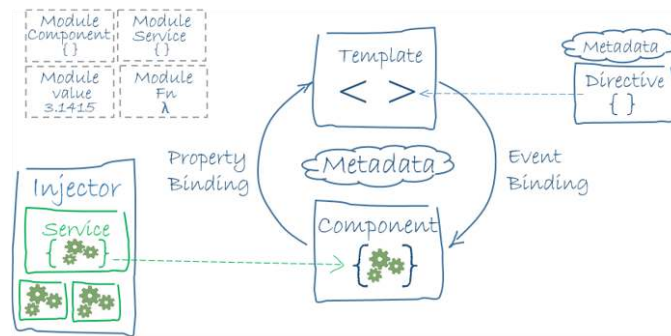 Module
Component
{ }
Module
Service
{ }
Module
value
3.1415
Module
Fn
λ
Template
< >
Metadata
Directive
{ }
Property
Binding
Metadata
Event
Binding
Injector
Service
{ }
Component
{ }